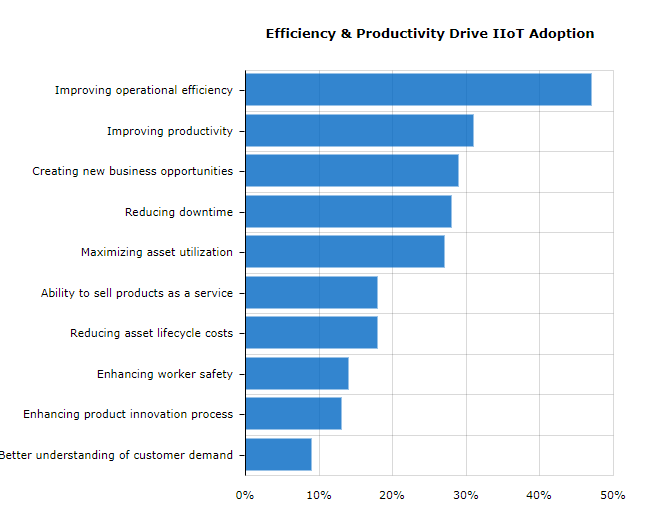 Efficiency & Productivity Drive IIoT Adoption
Improving operational efficiency
Improving productivity
Creating new business opportunities
Reducing downtime
Maximizing asset utilization
Ability to sell products as a service
Reducing asset lifecycle costs
Enhancing worker safety
Enhancing product innovation process
Better understanding of customer demand
0% 10% 20% 30% 40% 50%